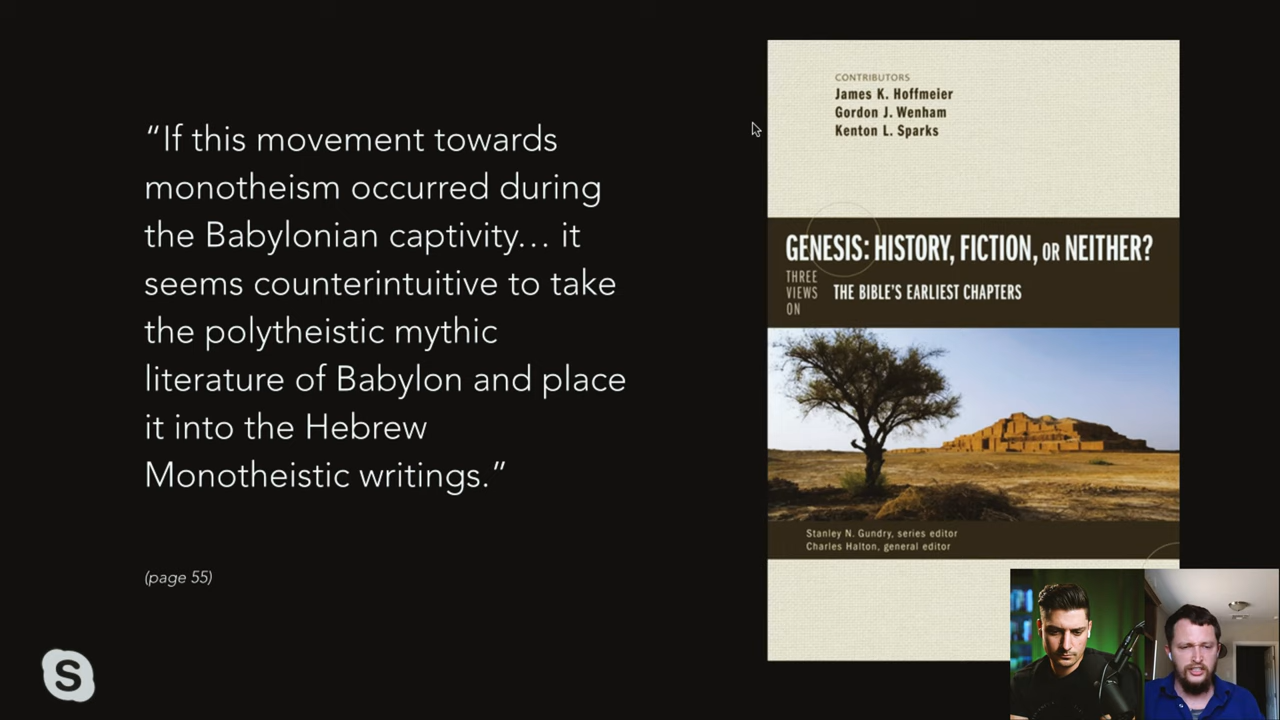 “If this movement towards
monotheism occurred during
the Babylonian captivity… it
seems counterintuitive to take
the polytheistic mythic
literature of Babylon and place
it into the Hebrew
Monotheistic writings.”
(page 55)
S
CONTRIBUTORS
James K. Hoffmeier
Gordon J. Wenham
Kenton L. Sparks
GENESIS: HISTORY, FICTION, OR NEITHER?
THREE
VIEWS
ON
THE BIBLE’S EARLIEST CHAPTERS
Stanley N. Gundry, series editor
Charles Halton, general editor